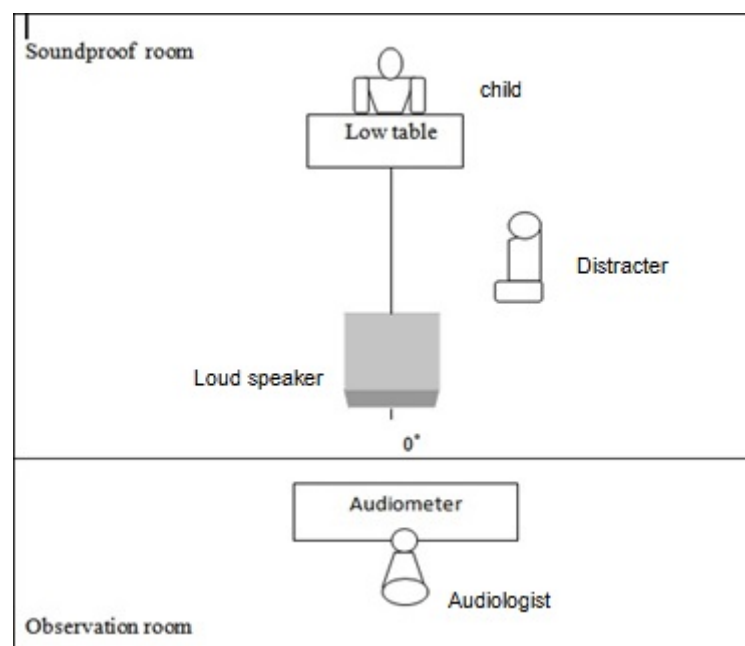 Soundproof room
child
Low table
Distracter
Loud speaker
0°
Audiometer
Audiologist
Observation room